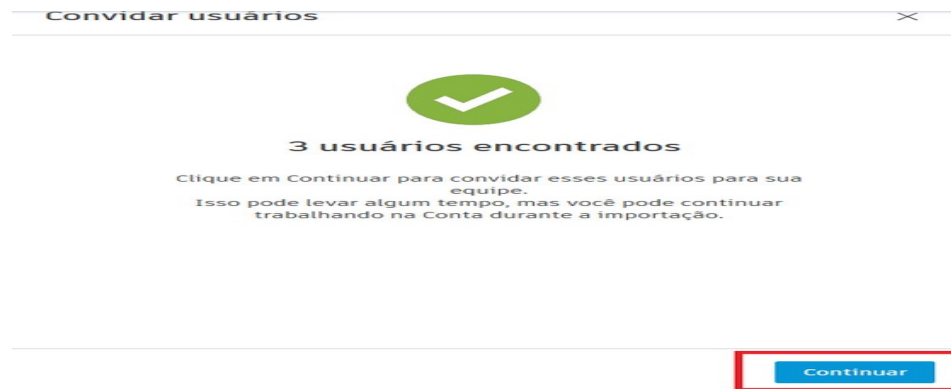 Convidar usuários
3 usuários encontrados
Clique em Continuar para convidar esses usuários para sua
equipe.
Isso pode levar algum tempo, mas você pode continuar
trabalhando na Conta durante a importação.
Continuar